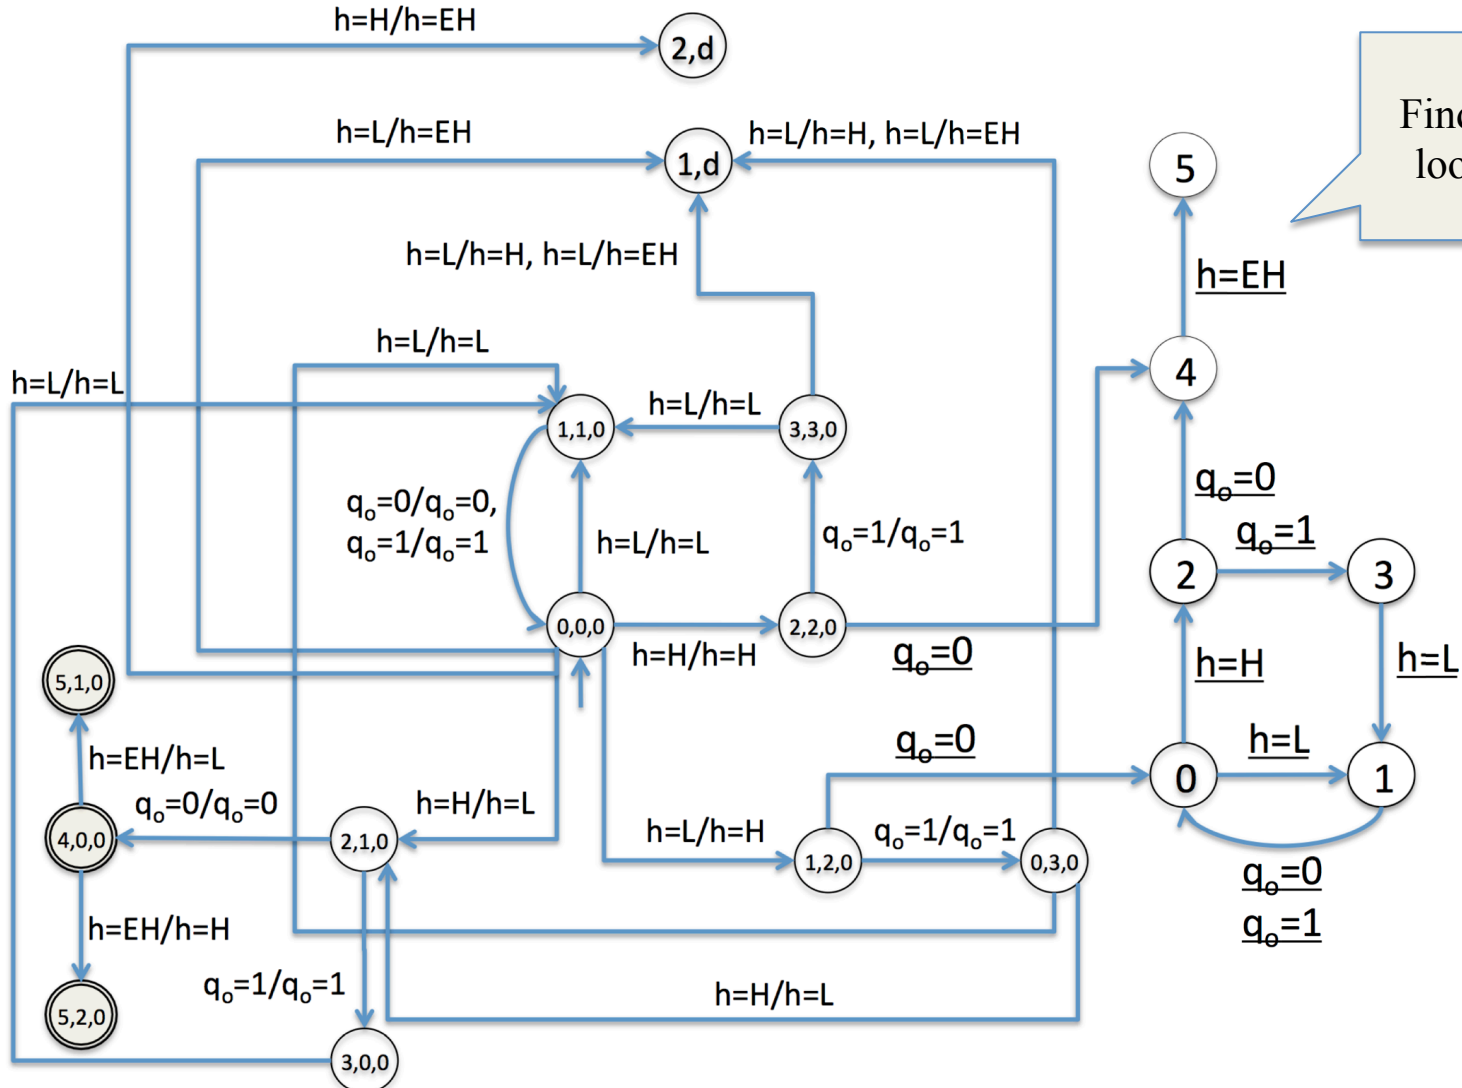 h=H/h=EH
2,d
h=L/h=EH
1,d
h=L/h=H, h=L/h=EH
5
h=L/h=H, h=L/h=EH
h=EH
h=L/h=L
4
h=L/h=L
h=L/h=L
1,1,0
3,3,0
qo=0/qo=0,
qo=1/qo=1
h=L/h=L
qo=1/qo=1
qo=0
qo=1
2
3
0,0,0
2,2,0
h=H/h=H
qo=0
h=H
h=L
5,1,0
h=EH/h=L
qo=0/qo=0
4,0,0
h=EH/h=H
5,2,0
h=H/h=L
2,1,0
qo=1/qo=1
3,0,0
qo=0
h=L/h=H
1,2,0
qo=1/qo=1
0,3,0
h=H/h=L
0
h=L
1
qo=0
qo=1